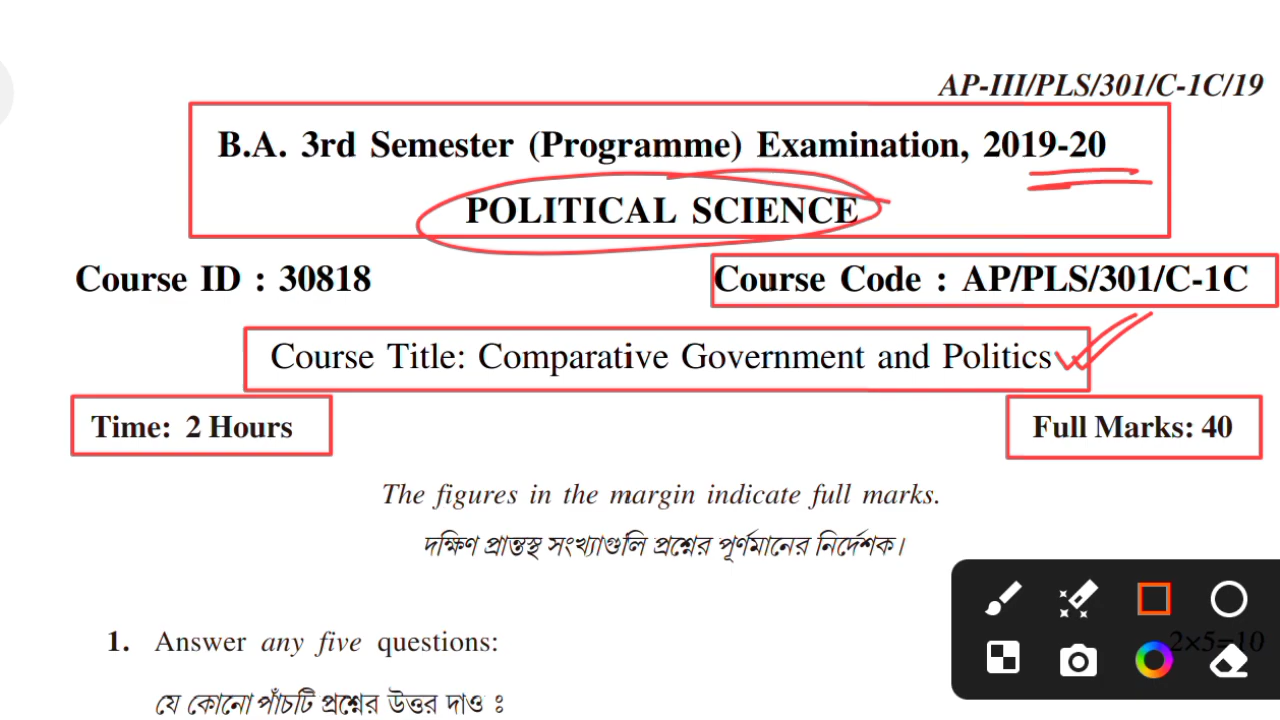 AP-III/PLS/301/C-1C/19
B.A. 3rd Semester (Programme) Examination, 2019-20
POLITICAL SCIENCE
Course ID : 30818 Course Code : AP/PLS/301/C-1C
Course Title: Comparative Government and Politics
Time: 2 Hours Full Marks: 40
The figures in the margin indicate full marks.
দক্ষিণ প্রান্তস্থ সংখ্যাগুলি প্রশ্নের পূর্ণমানের নির্দেশক।
1. Answer any five questions: 2×5=10
যে কোনো পাঁচটি প্রশ্নের উত্তর দাও ঃ